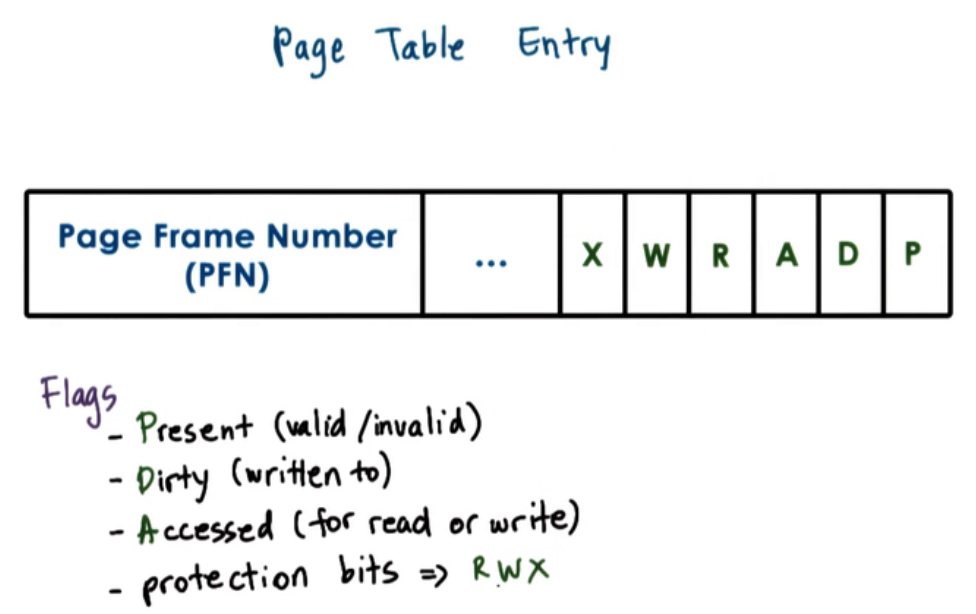 Page Table Entry
Page Frame Number
(PFN)
...
X W R A D P
Flags
- Present (valid/invalid)
- Dirty (written to)
- Accessed (for read or write)
- protection bits => RWX